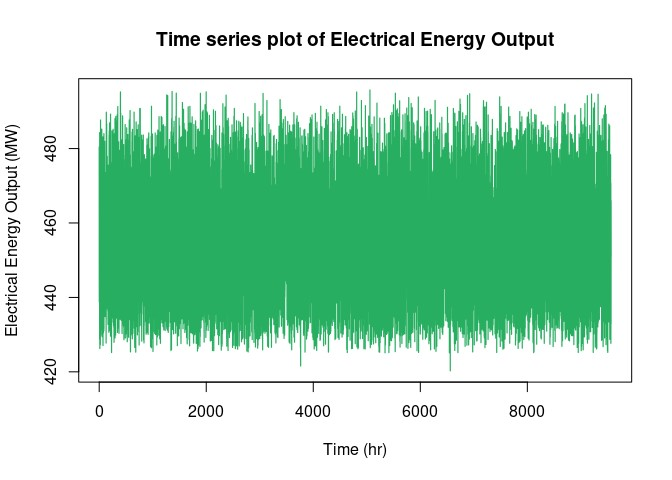 Time series plot of Electrical Energy Output
Electrical Energy Output (MW)
480
460
440
420
0 2000 4000 6000 8000
Time (hr)